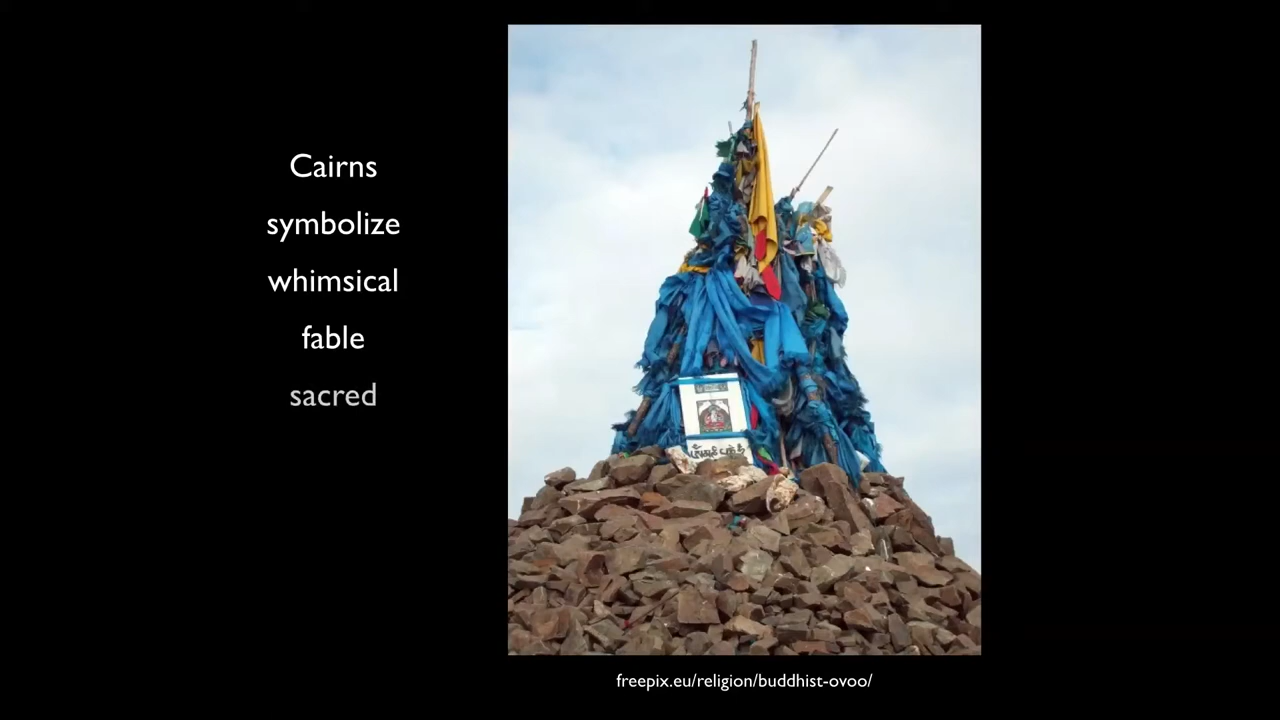 Cairns
symbolize
whimsical
fable
sacred
freepix.eu/religion/buddhist-ovoo/